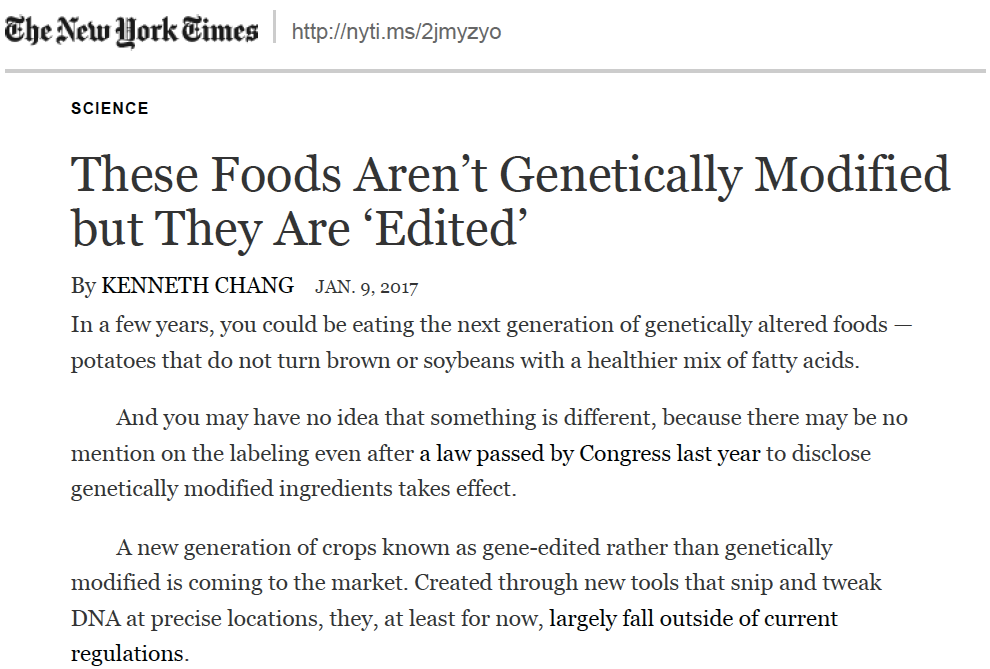 The New York Times
http://nyti.ms/2jmyzyo
SCIENCE
These Foods Aren’t Genetically Modified
but They Are ‘Edited’
By KENNETH CHANG JAN. 9, 2017
In a few years, you could be eating the next generation of genetically altered foods —
potatoes that do not turn brown or soybeans with a healthier mix of fatty acids.
And you may have no idea that something is different, because there may be no
mention on the labeling even after a law passed by Congress last year to disclose
genetically modified ingredients takes effect.
A new generation of crops known as gene-edited rather than genetically
modified is coming to the market. Created through new tools that snip and tweak
DNA at precise locations, they, at least for now, largely fall outside of current
regulations.